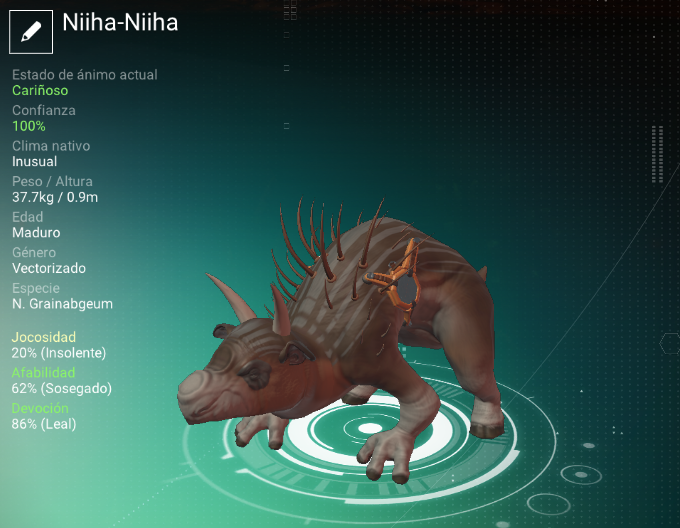 Niiha-Niiha
Estado de ánimo actual
Cariñoso
Confianza
100%
Clima nativo
Inusual
Peso / Altura
37.7kg / 0.9m
Edad
Maduro
Género
Vectorizado
Especie
N. Grainabgeum
Jocosidad
20% (Insolente)
Afabilidad
62% (Sosegado)
Devoción
86% (Leal)